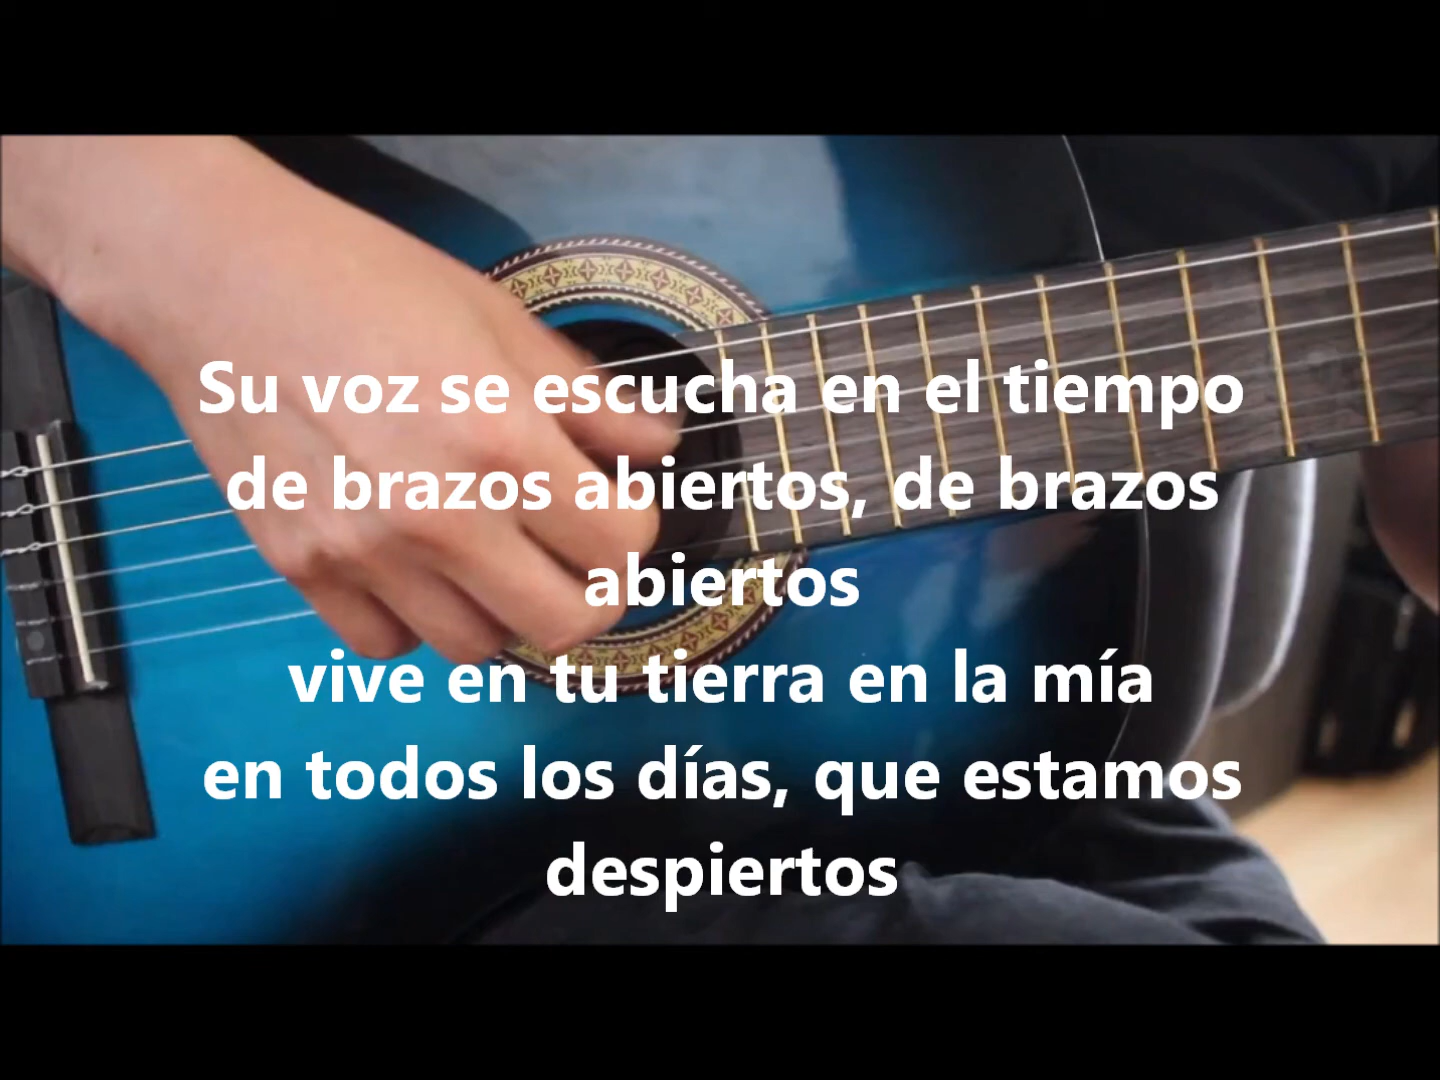 Su voz se escucha en el tiempo
de brazos abiertos, de brazos
abiertos
vive en tu tierra en la mía
en todos los días, que estamos
despiertos